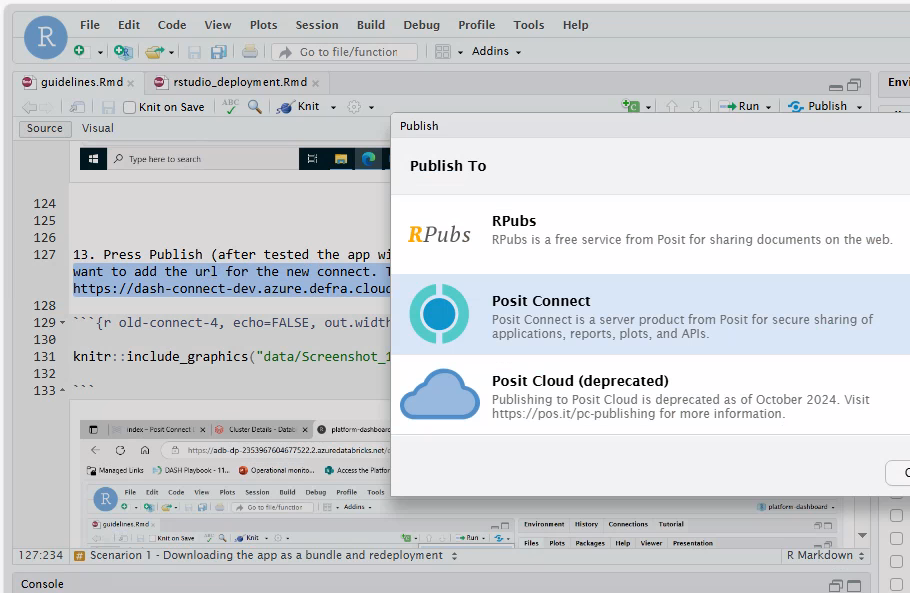 R
File Edit Code View Plots Session Build Debug Profile Tools Help
Go to file/function Addins
guidelines.Rmd rstudio_deployment.Rmd Envi
Knit on Save ABC Knit Run Publish
Source Visual
Type here to search
124
125
126
127 13. Press Publish (after tested the app wi
want to add the url for the new connect. T
https://dash-connect-dev.azure.defra.cloud
128
129 ```{r old-connect-4, echo=FALSE, out.width
130
131 knitr::include_graphics("data/Screenshot_1
132
133 ```
Publish
Publish To
RPubs
RPubs
RPubs is a free service from Posit for sharing documents on the web.
Posit Connect
Posit Connect is a server product from Posit for secure sharing of
applications, reports, plots, and APIs.
Posit Cloud (deprecated)
Publishing to Posit Cloud is deprecated as of October 2024. Visit
https://pos.it/pc-publishing for more information.
C
index - Posit Connect Cluster Details - Datab platform-dashboard
https://adb-dp-2353967604677522.2.azuredatabricks.net/
Managed Links DASH Playbook - 11... Operational monito... Access the Platfor
R
File Edit Code View Plots Session Build Debug Profile Tools
Go to file/function Addins platform-dashboard
guidelines.Rmd Environment History Connections Tutorial
Knit on Save Knit Run Files Plots Packages Help Viewer Presentation
127:234 # Scenarion 1 - Downloading the app as a bundle and redeployment R Markdown
Console